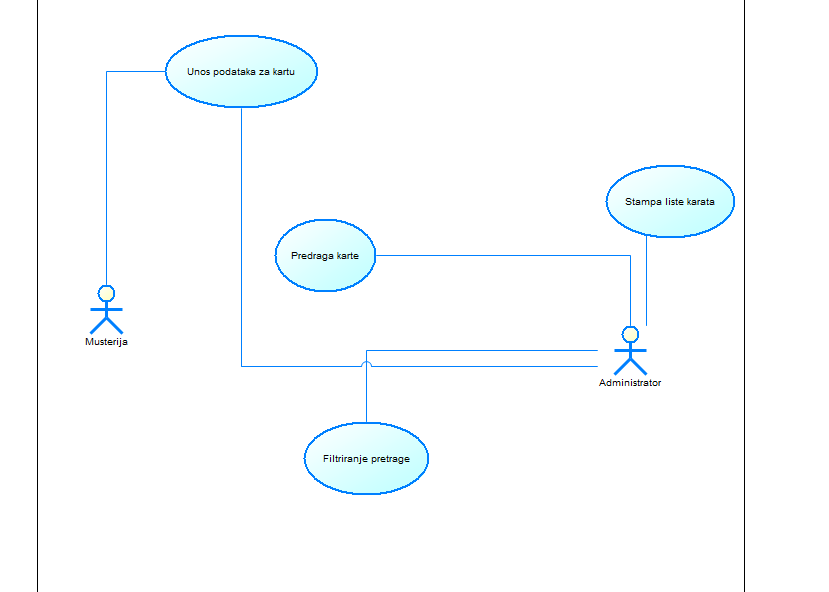 Unos podataka za kartu
Stampa liste karata
Predraga karte
Musterija
Administrator
Filtriranje pretrage